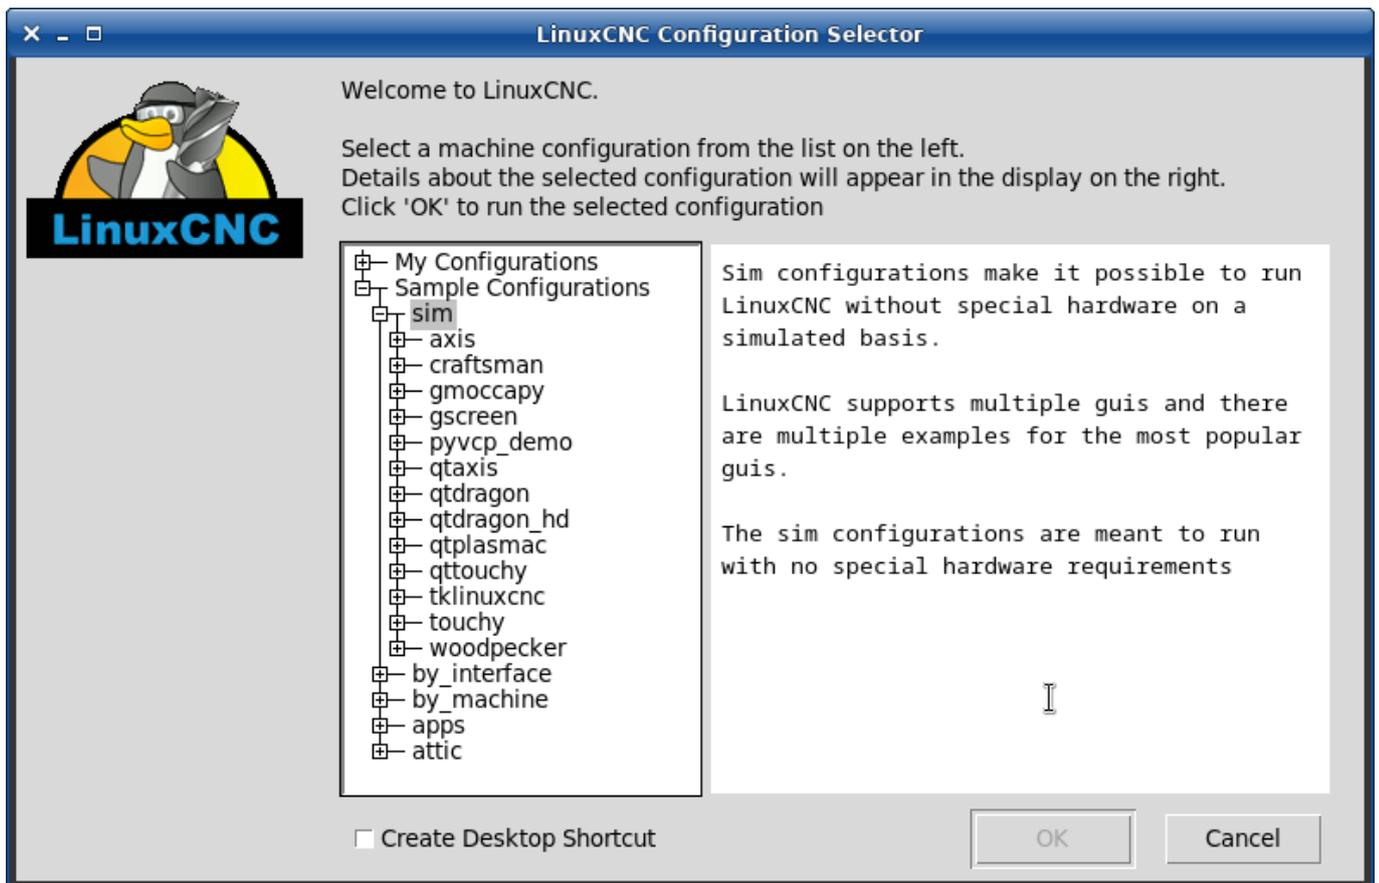 LinuxCNC Configuration Selector
LinuxCNC
Welcome to LinuxCNC.
Select a machine configuration from the list on the left.
Details about the selected configuration will appear in the display on the right.
Click 'OK' to run the selected configuration
My Configurations
Sample Configurations
sim
axis
craftsman
gmoccapy
gscreen
pyvcp_demo
qtaxis
qtdragon
qtdragon_hd
qtplasmac
qttouchy
tklinuxcnc
touchy
woodpecker
by_interface
by_machine
apps
attic
Sim configurations make it possible to run
LinuxCNC without special hardware on a
simulated basis.
LinuxCNC supports multiple guis and there
are multiple examples for the most popular
guis.
The sim configurations are meant to run
with no special hardware requirements
Create Desktop Shortcut
OK
Cancel